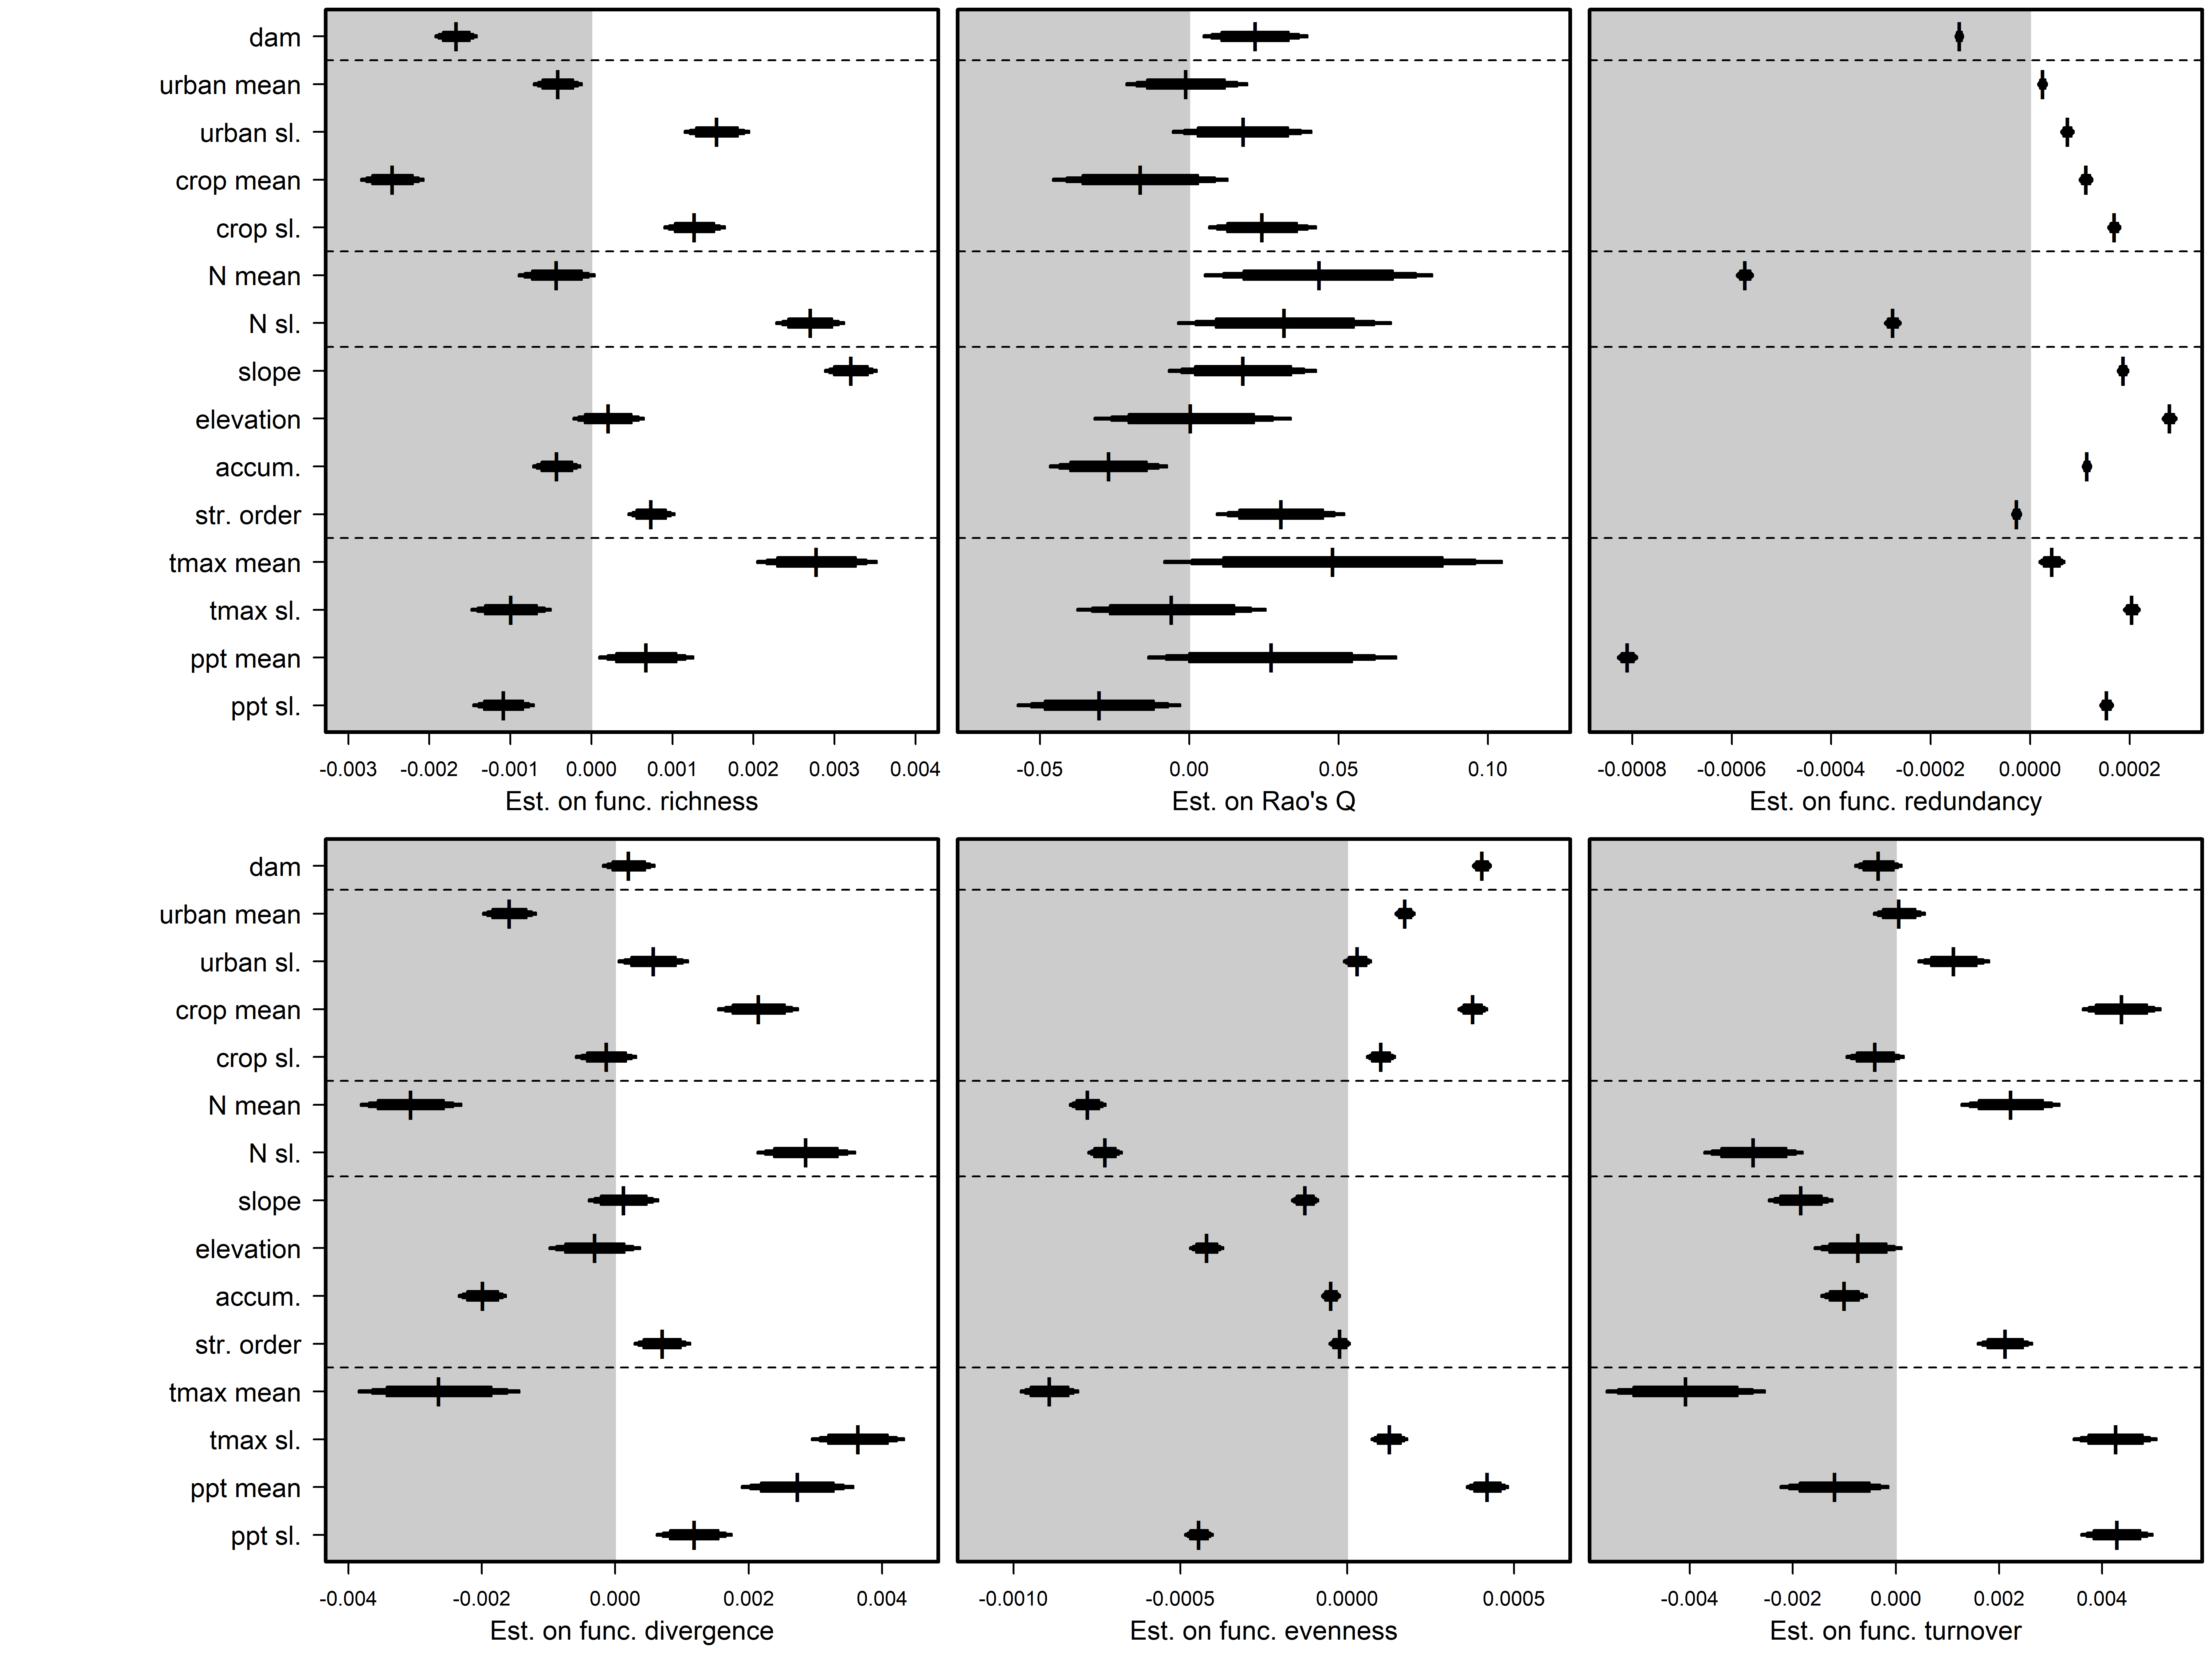 dam
urban mean
urban sl.
crop mean
crop sl.
N mean
N sl.
slope
elevation
accum.
str. order
tmax mean
tmax sl.
ppt mean
ppt sl.
-0.003 -0.002 -0.001 0.000 0.001 0.002 0.003 0.004
Est. on func. richness
-0.05 0.00 0.05 0.10
Est. on Rao's Q
-0.0008 -0.0006 -0.0004 -0.0002 0.0000 0.0002
Est. on func. redundancy
dam
urban mean
urban sl.
crop mean
crop sl.
N mean
N sl.
slope
elevation
accum.
str. order
tmax mean
tmax sl.
ppt mean
ppt sl.
-0.004 -0.002 0.000 0.002 0.004
Est. on func. divergence
-0.0010 -0.0005 0.0000 0.0005
Est. on func. evenness
-0.004 -0.002 0.000 0.002 0.004
Est. on func. turnover